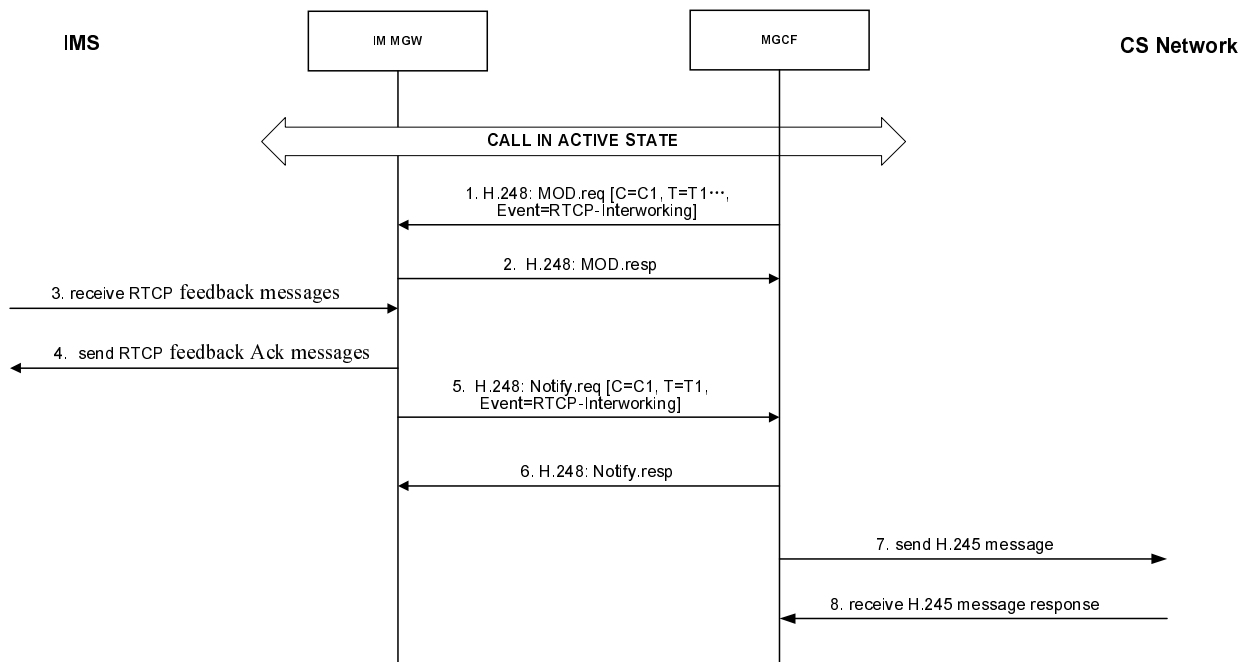 IMS
IM MGW
MGCF
CS Network
CALL IN ACTIVE STATE
1. H.248: MOD.req [C=C1, T=T1···,
Event=RTCP-Interworking]
2. H.248: MOD.resp
3. receive RTCP feedback messages
4. send RTCP feedback Ack messages
5. H.248: Notify.req [C=C1, T=T1,
Event=RTCP-Interworking]
6. H.248: Notify.resp
7. send H.245 message
8. receive H.245 message response